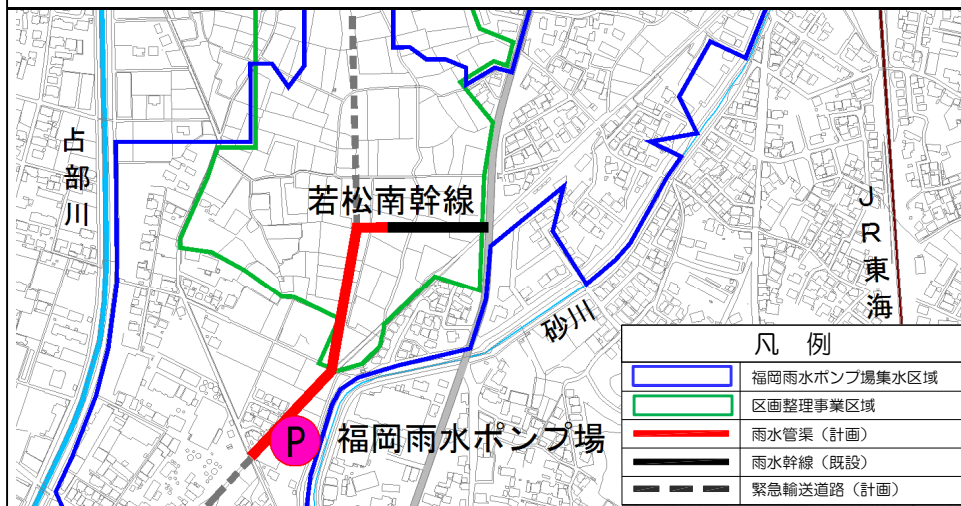 占部川
若松南幹線
JR東海
砂川
P
福岡雨水ポンプ場
凡 例
福岡雨水ポンプ場集水区域
区画整理事業区域
雨水管渠（計画）
雨水幹線（既設）
緊急輸送道路（計画）